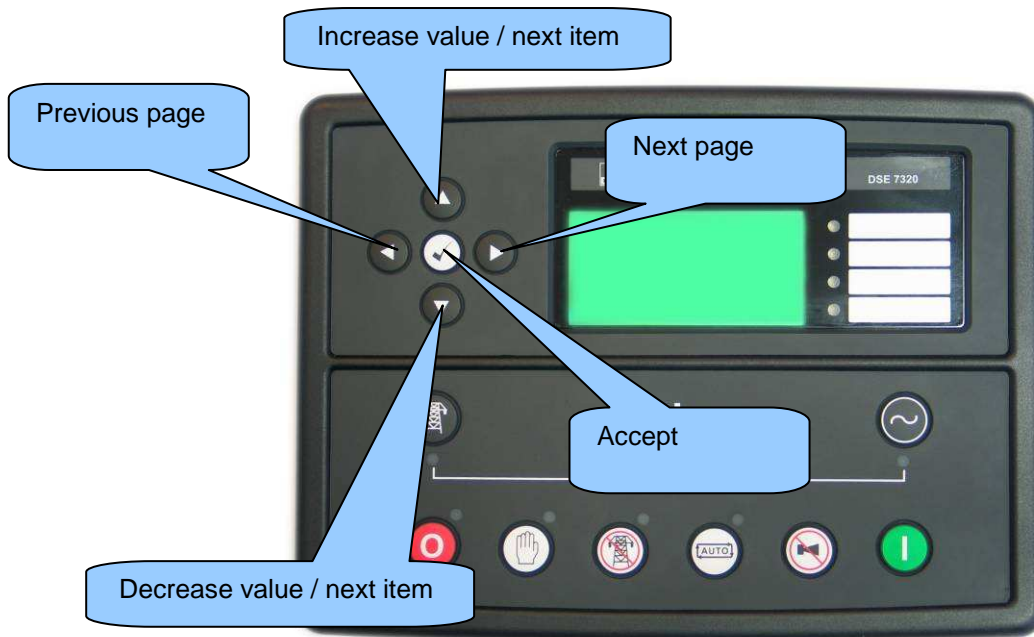 Increase value / next item
Previous page
Next page
DSE 7320
Accept
O
AUTO
I
Decrease value / next item